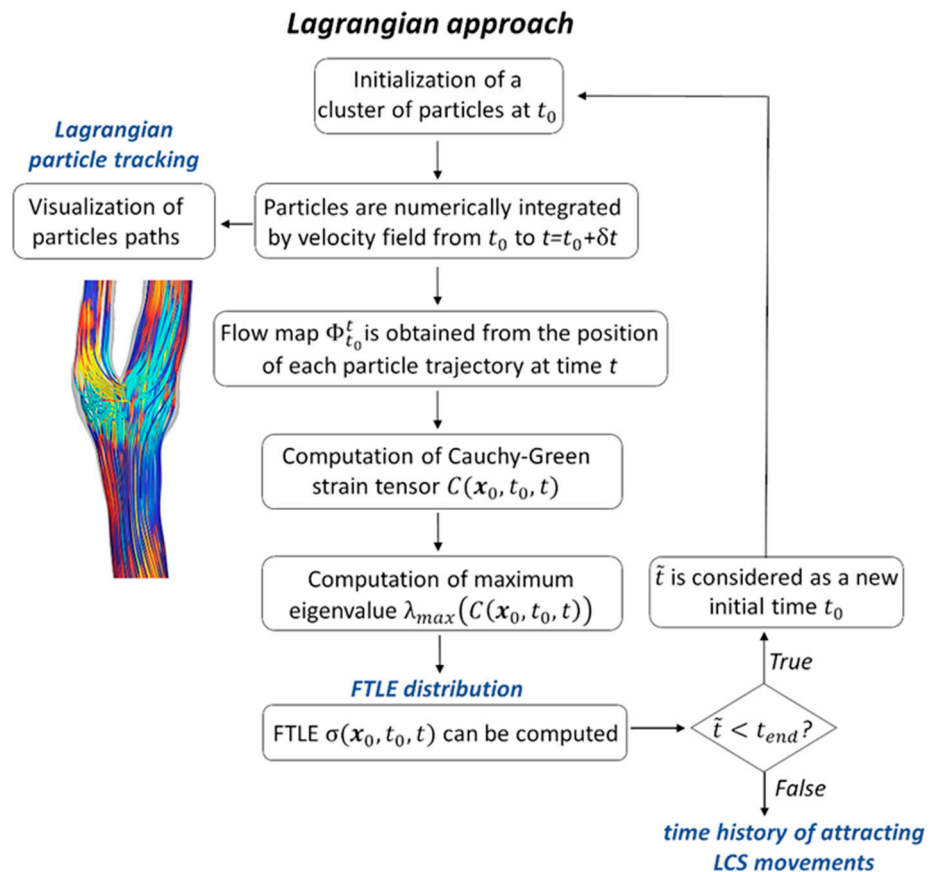 Lagrangian approach
Initialization of a
cluster of particles at t₀
Lagrangian
particle tracking
Visualization of
particles paths
Particles are numerically integrated
by velocity field from t₀ to t=t₀+δt
Flow map Φₜ₀ᵗ is obtained from the position
of each particle trajectory at time t
Computation of Cauchy-Green
strain tensor C(x₀, t₀, t)
Computation of maximum
eigenvalue λₘₐₓ(C(x₀, t₀, t))
t̃ is considered as a new
initial time t₀
True
FTLE distribution
FTLE σ(x₀, t₀, t) can be computed
t̃ < t_end?
False
time history of attracting
LCS movements